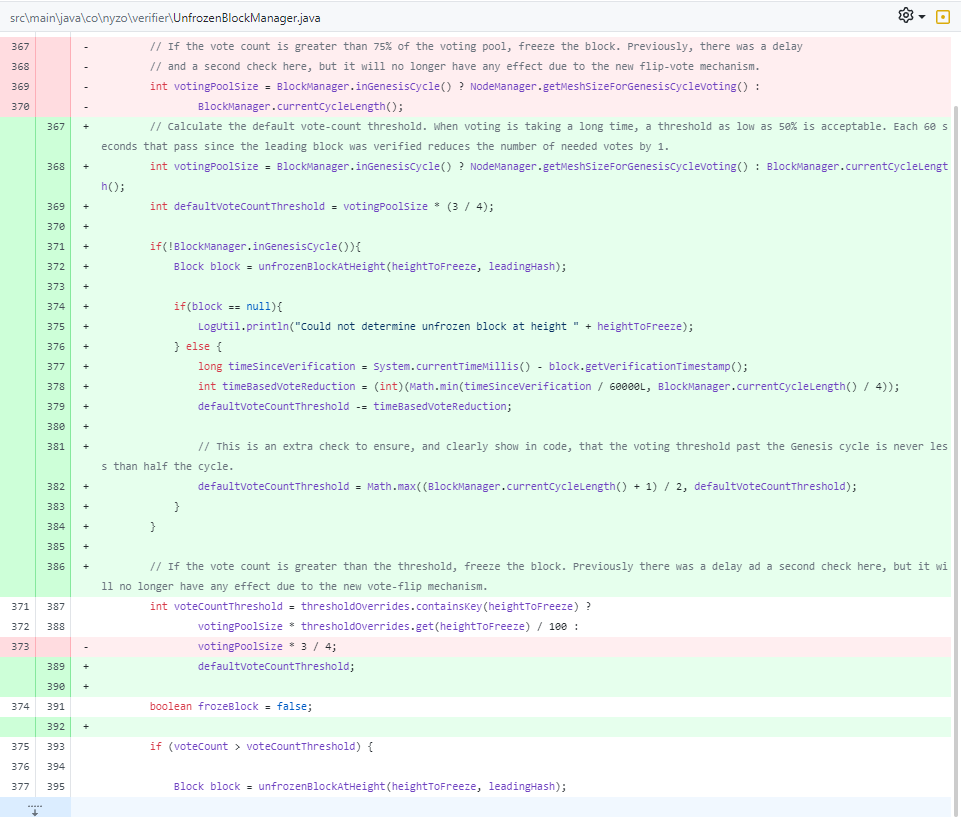 src\main\java\co\nyzo\verifier\UnfrozenBlockManager.java
367 - // If the vote count is greater than 75% of the voting pool, freeze the block. Previously, there was a delay
368 - // and a second check here, but it will no longer have any effect due to the new flip-vote mechanism.
369 - int votingPoolSize = BlockManager.inGenesisCycle() ? NodeManager.getMeshSizeForGenesisCycleVoting() :
370 - BlockManager.currentCycleLength();
367 + // Calculate the default vote-count threshold. When voting is taking a long time, a threshold as low as 50% is acceptable. Each 60 s
econds that pass since the leading block was verified reduces the number of needed votes by 1.
368 + int votingPoolSize = BlockManager.inGenesisCycle() ? NodeManager.getMeshSizeForGenesisCycleVoting() : BlockManager.currentCycleLengt
h();
369 + int defaultVoteCountThreshold = votingPoolSize * (3 / 4);
370 +
371 + if(!BlockManager.inGenesisCycle()){
372 + Block block = unfrozenBlockAtHeight(heightToFreeze, leadingHash);
373 +
374 + if(block == null){
375 + LogUtil.println("Could not determine unfrozen block at height " + heightToFreeze);
376 + } else {
377 + long timeSinceVerification = System.currentTimeMillis() - block.getVerificationTimestamp();
378 + int timeBasedVoteReduction = (int)(Math.min(timeSinceVerification / 60000L, BlockManager.currentCycleLength() / 4));
379 + defaultVoteCountThreshold -= timeBasedVoteReduction;
380 +
381 + // This is an extra check to ensure, and clearly show in code, that the voting threshold past the Genesis cycle is never les
s than half the cycle.
382 + defaultVoteCountThreshold = Math.max((BlockManager.currentCycleLength() + 1) / 2, defaultVoteCountThreshold);
383 + }
384 + }
385 +
386 + // If the vote count is greater than the threshold, freeze the block. Previously there was a delay ad a second check here, but it wi
ll no longer have any effect due to the new vote-flip mechanism.
371 387 int voteCountThreshold = thresholdOverrides.containsKey(heightToFreeze) ?
372 388 votingPoolSize * thresholdOverrides.get(heightToFreeze) / 100 :
373 - votingPoolSize * 3 / 4;
389 + defaultVoteCountThreshold;
390 +
374 391 boolean frozeBlock = false;
392 +
375 393 if (voteCount > voteCountThreshold) {
376 394
377 395 Block block = unfrozenBlockAtHeight(heightToFreeze, leadingHash);